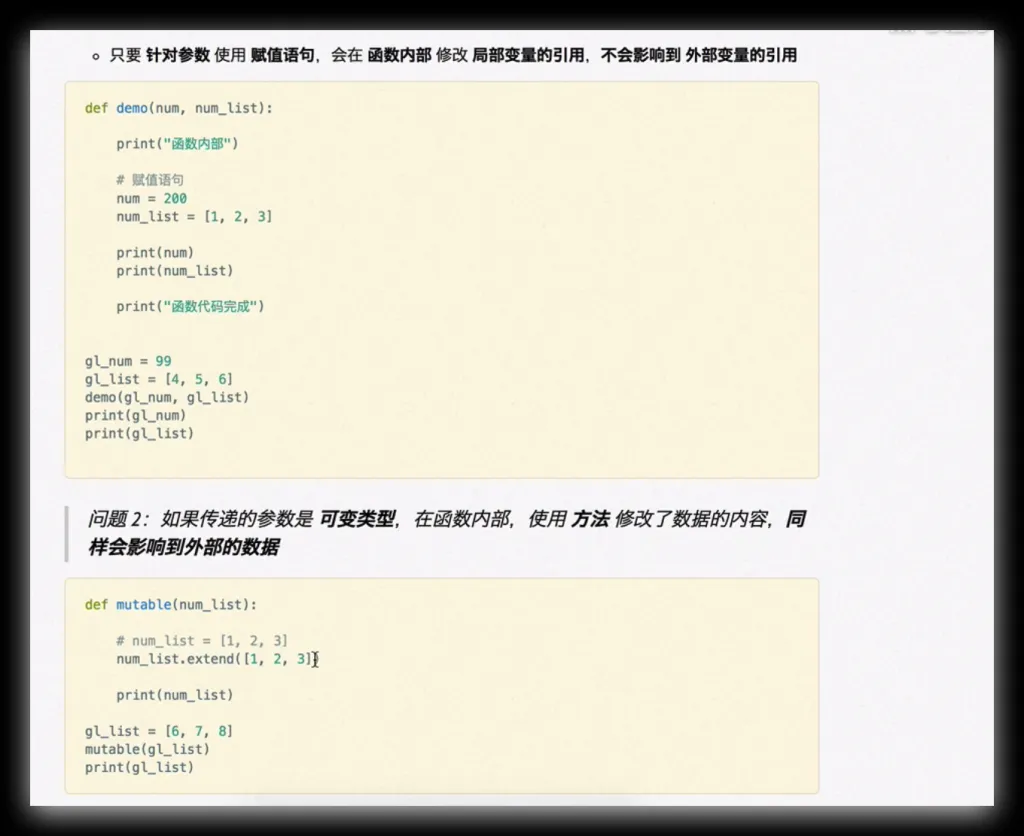 只要 针对参数 使用 赋值语句，会在 函数内部 修改 局部变量的引用，不会影响到 外部变量的引用
def demo(num, num_list):
print("函数内部")
# 赋值语句
num = 200
num_list = [1, 2, 3]
print(num)
print(num_list)
print("函数代码完成")
gl_num = 99
gl_list = [4, 5, 6]
demo(gl_num, gl_list)
print(gl_num)
print(gl_list)
问题 2：如果传递的参数是 可变类型，在函数内部，使用 方法 修改了数据的内容，同
样会影响到外部的数据
def mutable(num_list):
# num_list = [1, 2, 3]
num_list.extend([1, 2, 3])
print(num_list)
gl_list = [6, 7, 8]
mutable(gl_list)
print(gl_list)